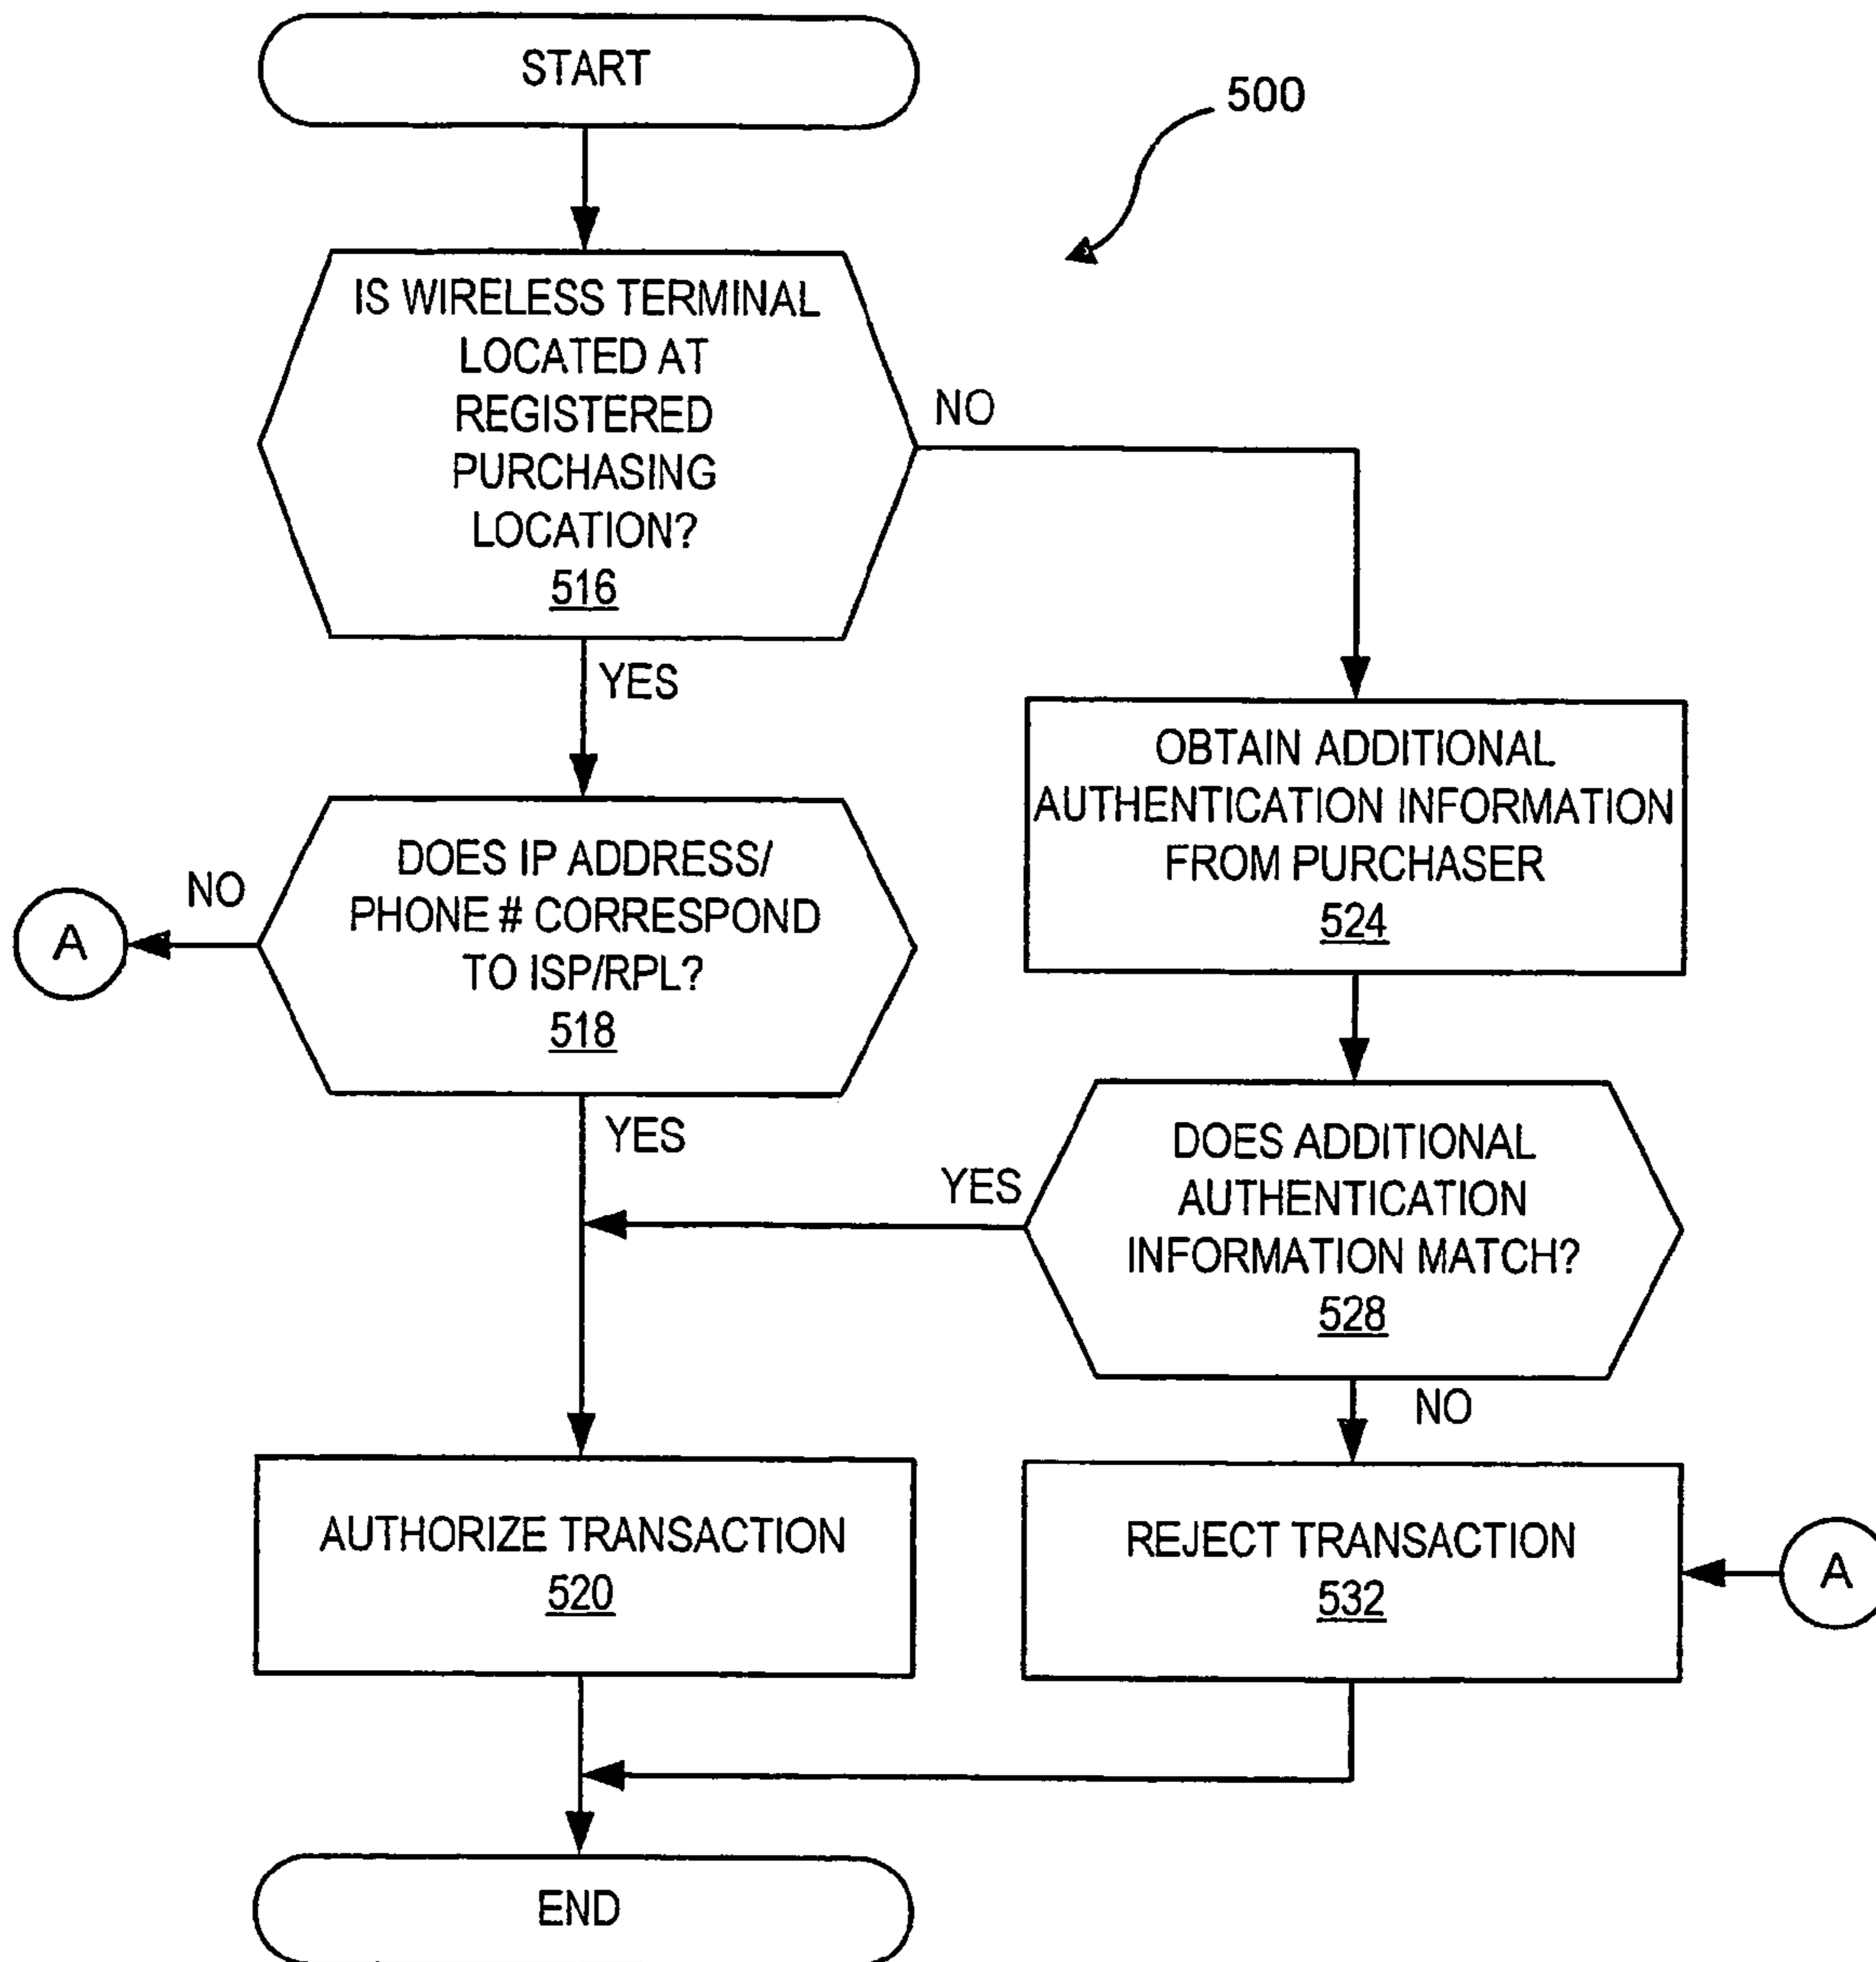 START
500
IS WIRELESS TERMINAL
LOCATED AT
REGISTERED
PURCHASING
LOCATION?
516
NO
YES
OBTAIN ADDITIONAL
AUTHENTICATION INFORMATION
FROM PURCHASER
524
DOES IP ADDRESS/
PHONE # CORRESPOND
TO ISP/RPL?
518
NO
A
YES
DOES ADDITIONAL
AUTHENTICATION
INFORMATION MATCH?
528
YES
NO
AUTHORIZE TRANSACTION
520
REJECT TRANSACTION
532
A
END